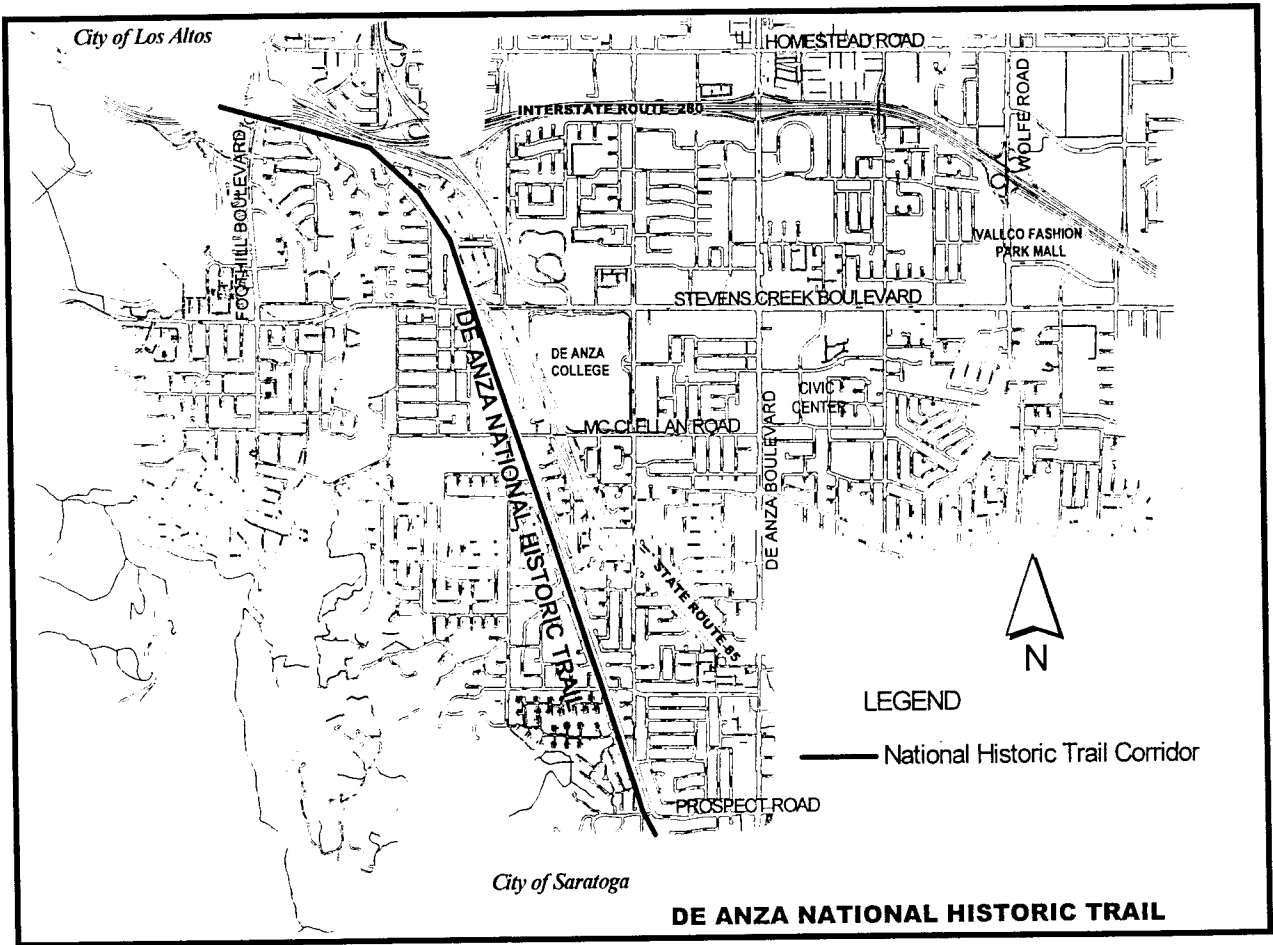 City of Los Altos
HOMESTEAD ROAD
INTERSTATE ROUTE 280
WOLFE ROAD
FOOTHILL BOULEVARD
VALLCO FASHION
PARK MALL
STEVENS CREEK BOULEVARD
DE ANZA NATIONAL HISTORIC TRAIL
DE ANZA
COLLEGE
CIVIC
CENTER
MC CLELLAN ROAD
DE ANZA BOULEVARD
STATE ROUTE 85
N
LEGEND
National Historic Trail Corridor
PROSPECT ROAD
City of Saratoga
DE ANZA NATIONAL HISTORIC TRAIL